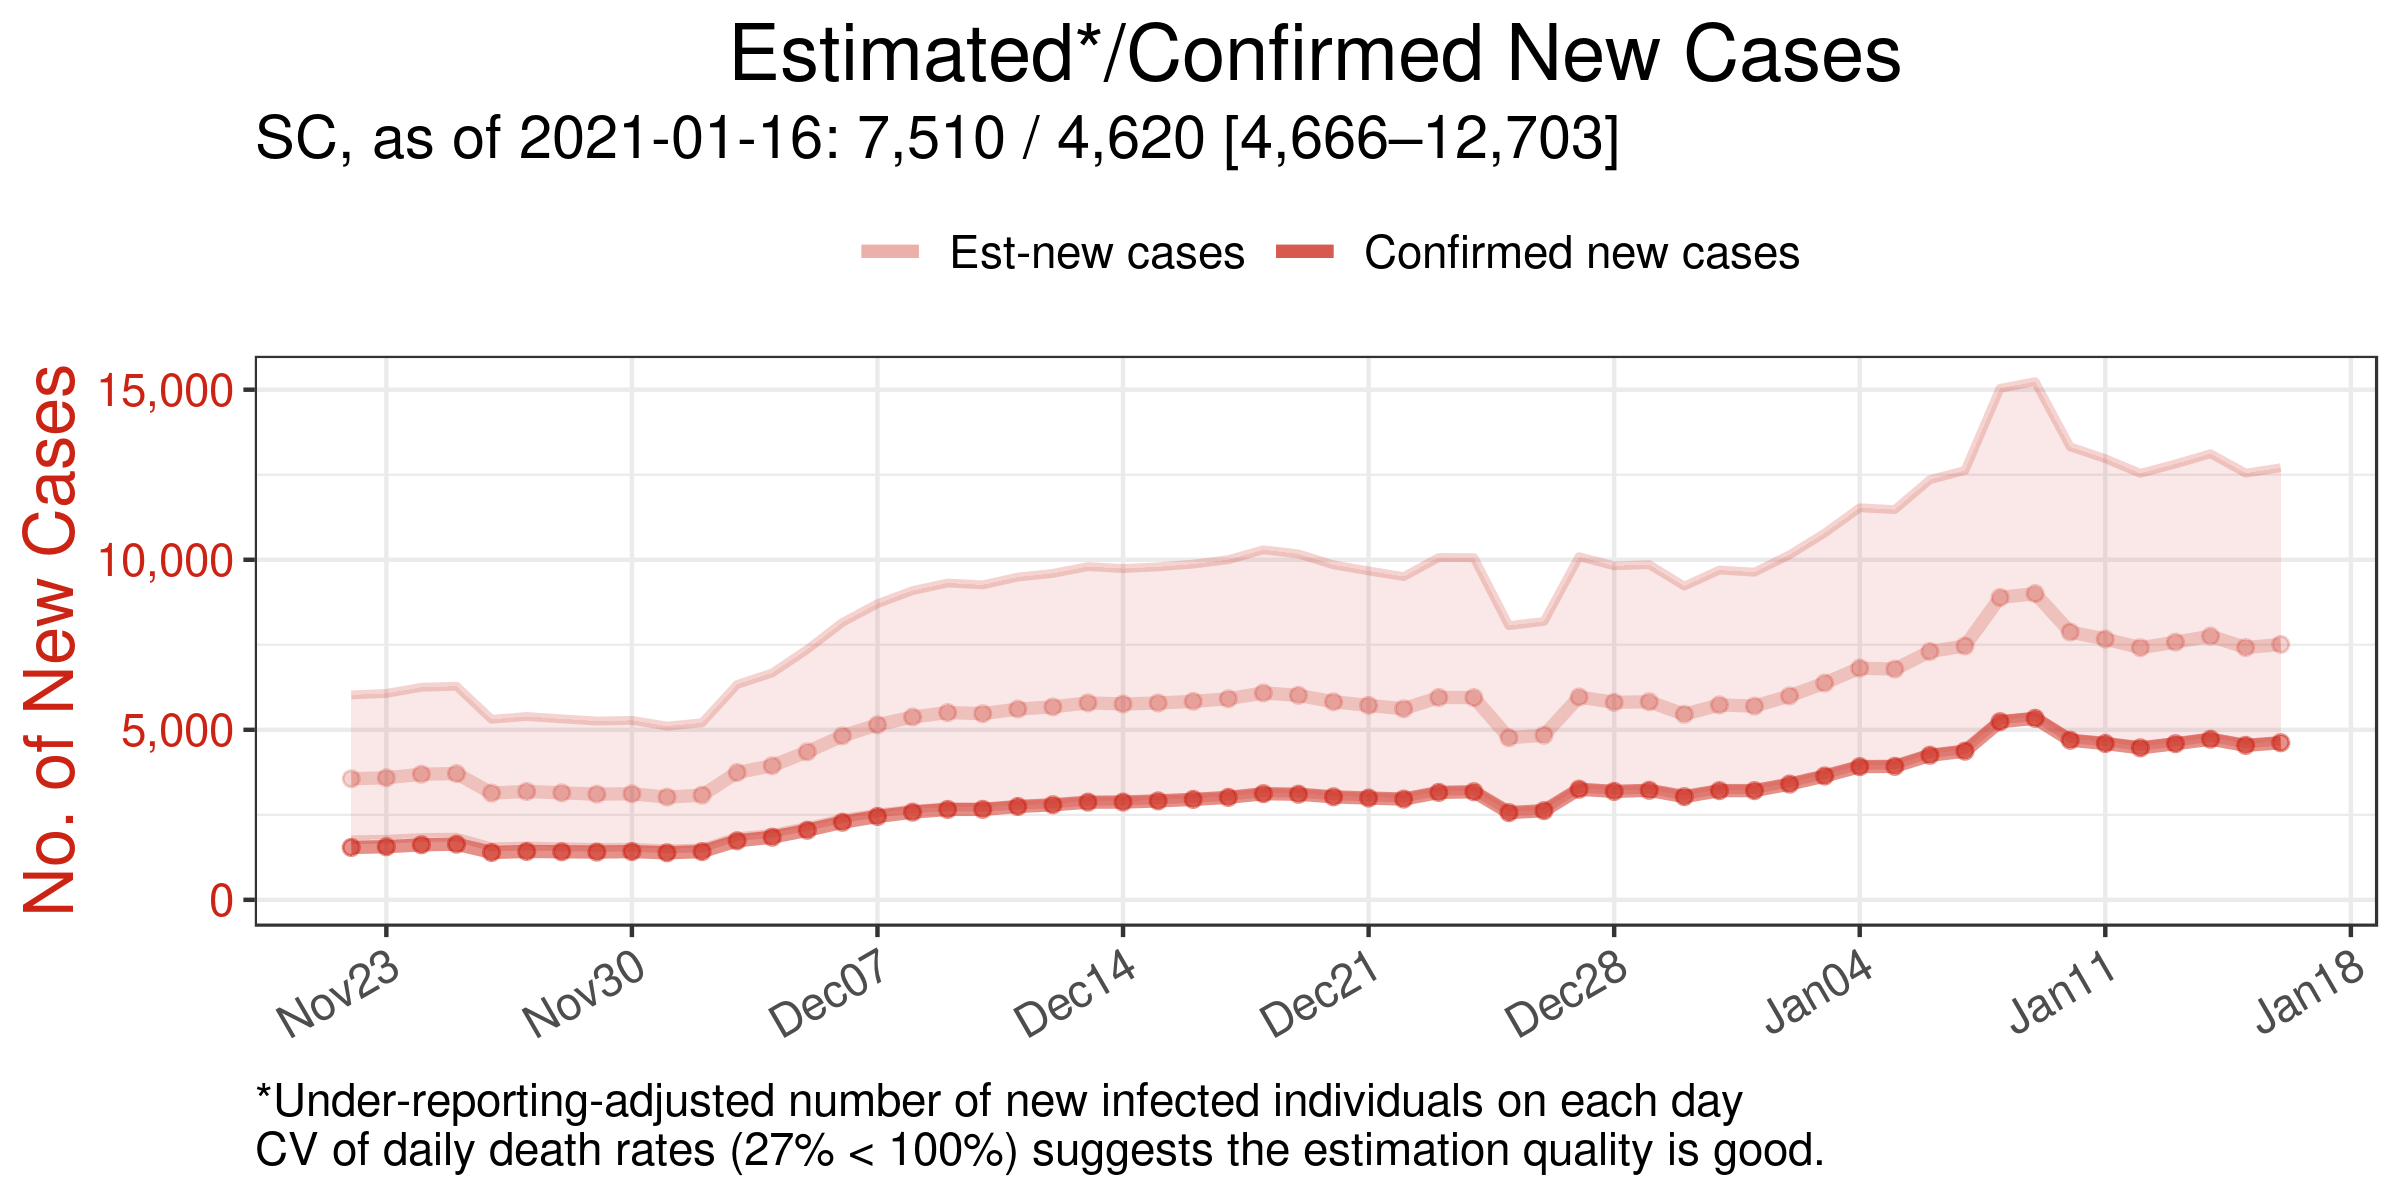 Estimated*/Confirmed New Cases
SC, as of 2021-01-16: 7,510 / 4,620 [4,666–12,703]
Est-new cases
Confirmed new cases
No. of New Cases
15,000
10,000
5,000
0
Nov23
Nov30
Dec07
Dec14
Dec21
Dec28
Jan04
Jan11
Jan18
*Under-reporting-adjusted number of new infected individuals on each day
CV of daily death rates (27% < 100%) suggests the estimation quality is good.